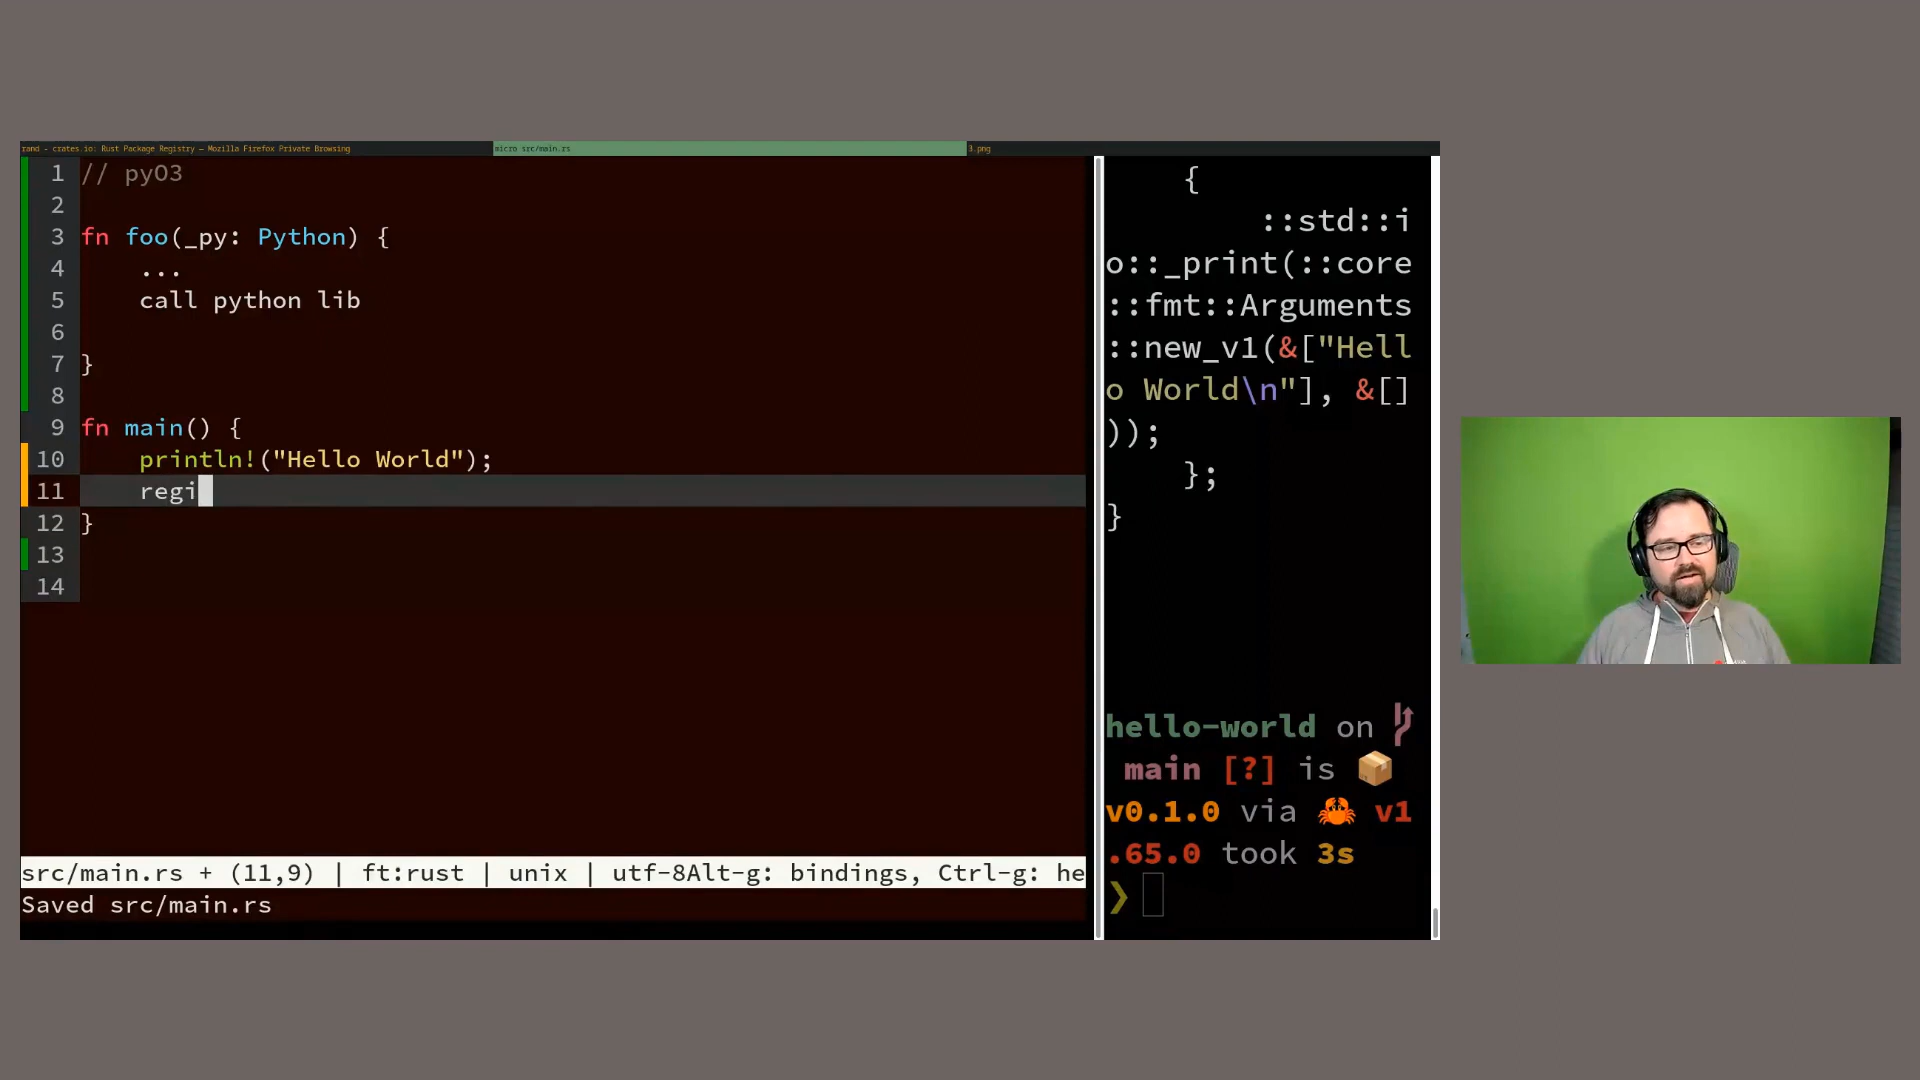 rand - crates.io: Rust Package Registry — Mozilla Firefox Private Browsing
micro src/main.rs
3.png
1 // pyO3
2
3 fn foo(_py: Python) {
4 ...
5 call python lib
6
7 }
8
9 fn main() {
10 println!("Hello World");
11 regi
12 }
13
14
src/main.rs + (11,9) | ft:rust | unix | utf-8Alt-g: bindings, Ctrl-g: he
Saved src/main.rs
{
::std::i
o::_print(::core
::fmt::Arguments
::new_v1(&["Hell
o World\n"], &[]
));
};
}
hello-world on
main [?] is 📦
v0.1.0 via 🦀 v1
.65.0 took 3s
❯